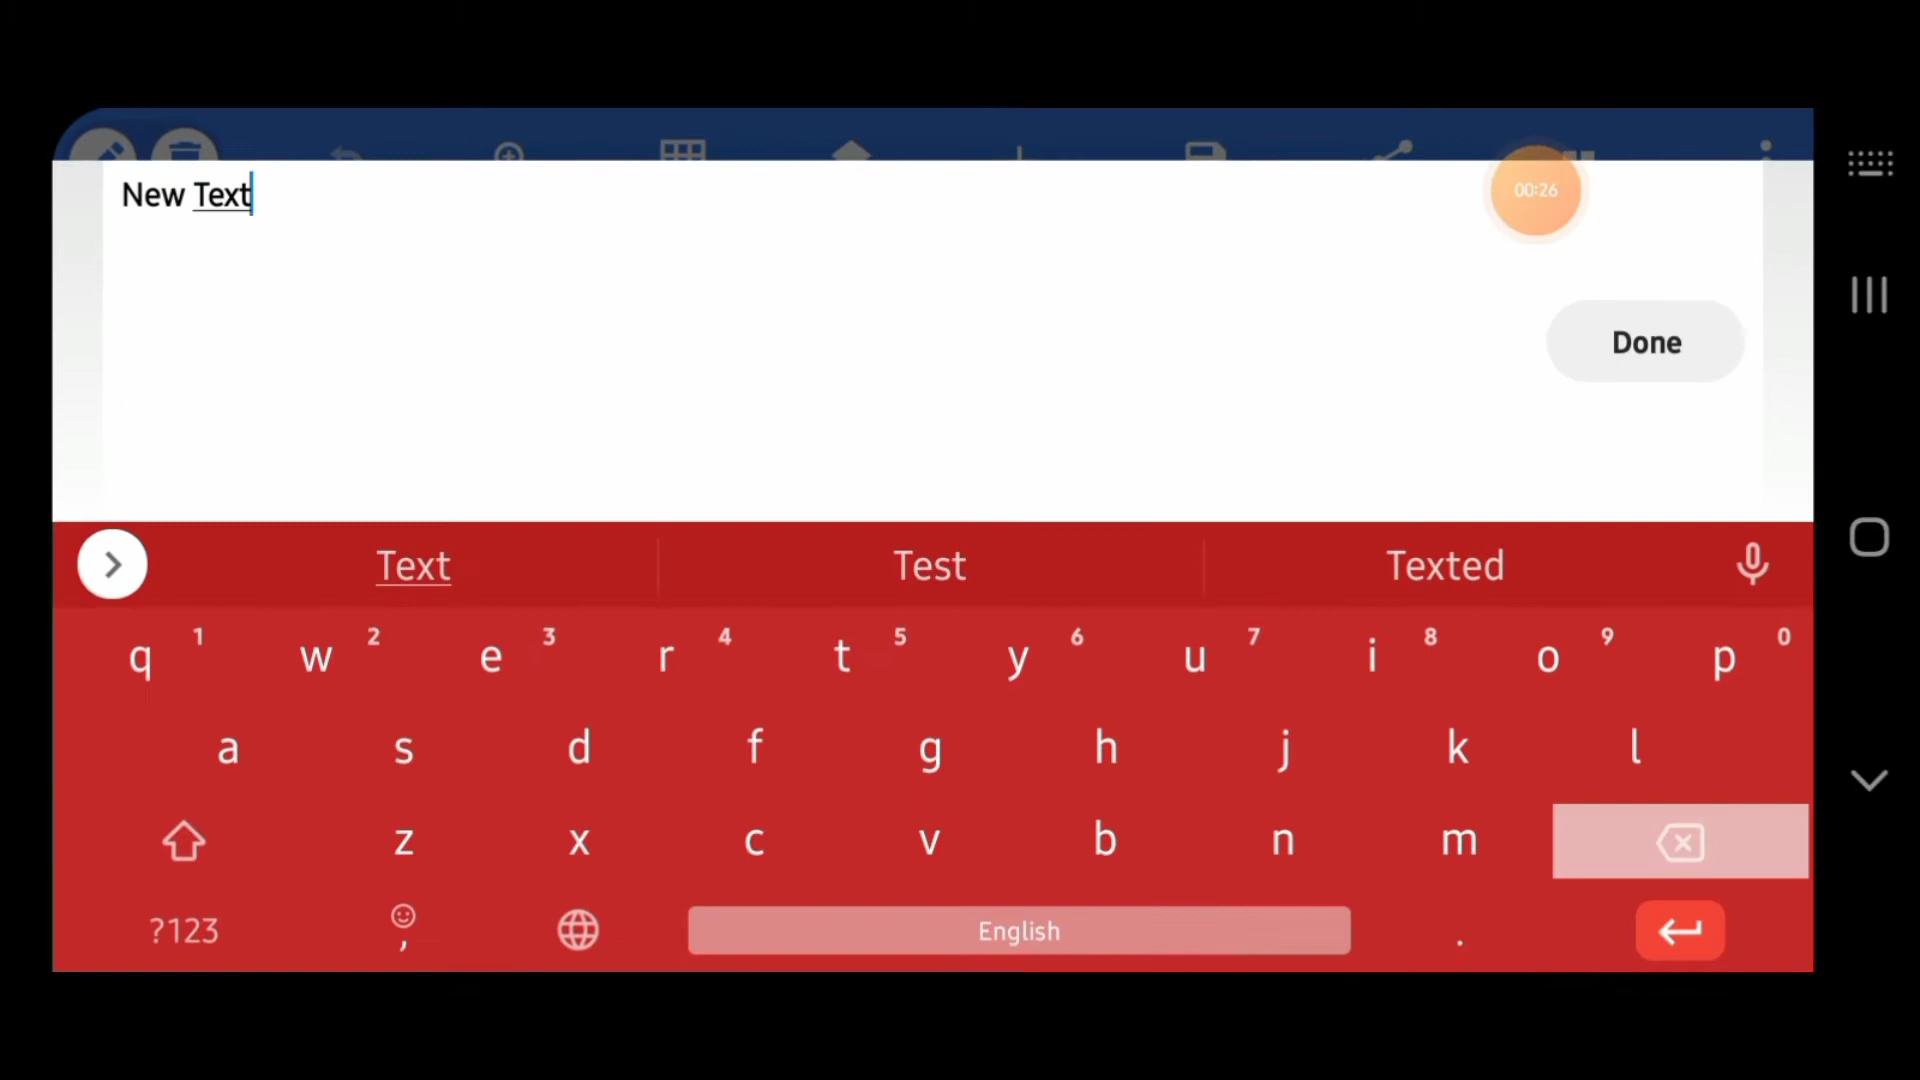 New Text
00:26
Done
Text Test Texted
q 1 w 2 e 3 r 4 t 5 y 6 u 7 i 8 o 9 p 0
a s d f g h j k l
z x c v b n m
?123 , English .